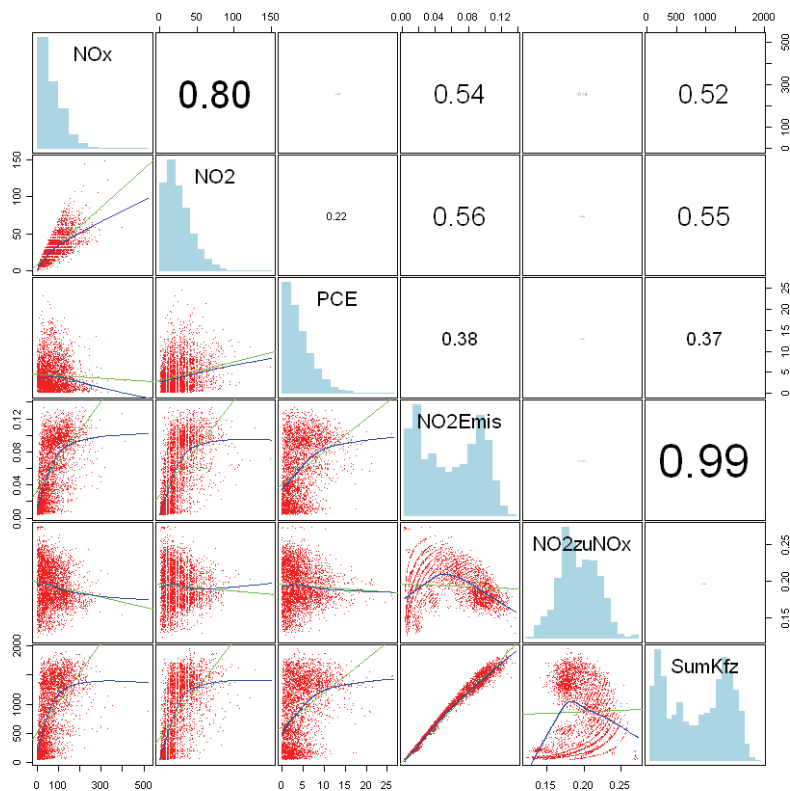 0 50 100 150 0.00 0.04 0.08 0.12 0 500 1000 2000
NOx 0.80 0.54 0.52 0 100 300 500
0 50 100 150 NO2 0.22 0.56 0.55
PCE 0.38 0.37 0 5 10 15 20 25
0.00 0.04 0.08 0.12 NO2Emis 0.99
NO2zuNOx 0.15 0.20 0.25
0 500 1000 2000 SumKfz
0 100 300 500 0 5 10 15 20 25 0.15 0.20 0.25